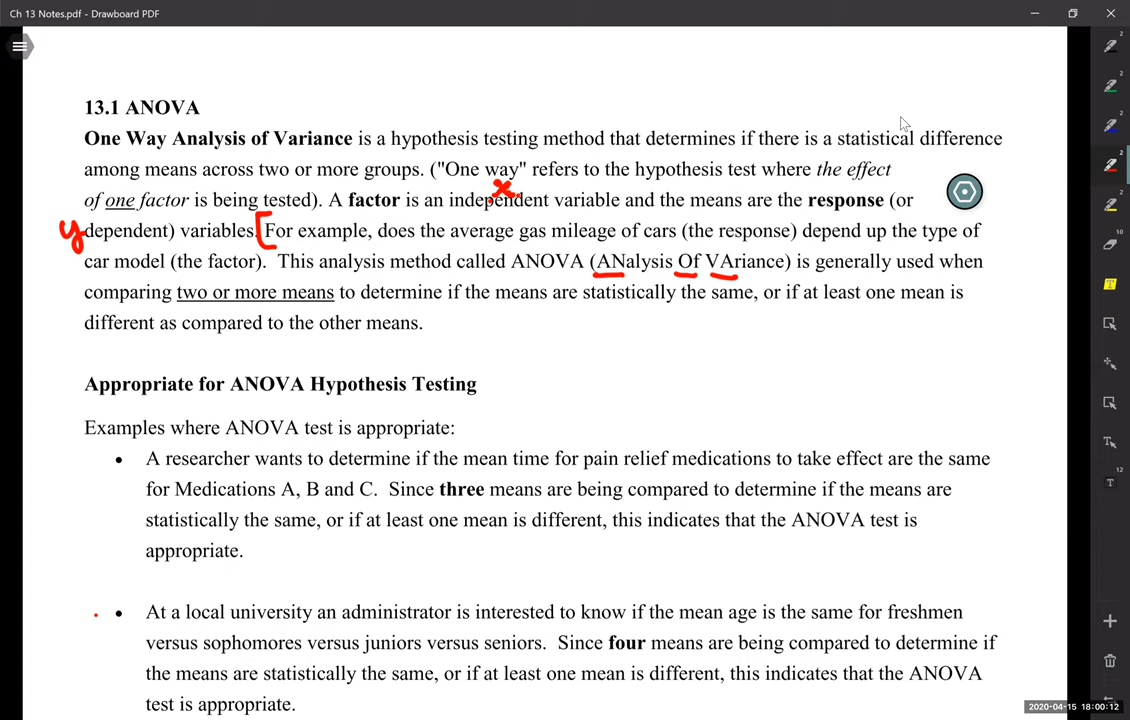 Ch 13 Notes.pdf - Drawboard PDF
13.1 ANOVA
One Way Analysis of Variance is a hypothesis testing method that determines if there is a statistical difference
among means across two or more groups. ("One way" refers to the hypothesis test where the effect
x
of one factor is being tested). A factor is an independent variable and the means are the response (or
y dependent) variables. [For example, does the average gas mileage of cars (the response) depend up the type of
car model (the factor). This analysis method called ANOVA (ANalysis Of VAriance) is generally used when
comparing two or more means to determine if the means are statistically the same, or if at least one mean is
different as compared to the other means.
Appropriate for ANOVA Hypothesis Testing
Examples where ANOVA test is appropriate:
• A researcher wants to determine if the mean time for pain relief medications to take effect are the same
for Medications A, B and C. Since three means are being compared to determine if the means are
statistically the same, or if at least one mean is different, this indicates that the ANOVA test is
appropriate.
• At a local university an administrator is interested to know if the mean age is the same for freshmen
versus sophomores versus juniors versus seniors. Since four means are being compared to determine if
the means are statistically the same, or if at least one mean is different, this indicates that the ANOVA
test is appropriate.
2
2
2
2
2
10
T
T
12
T
2020-04-15 18:00:12